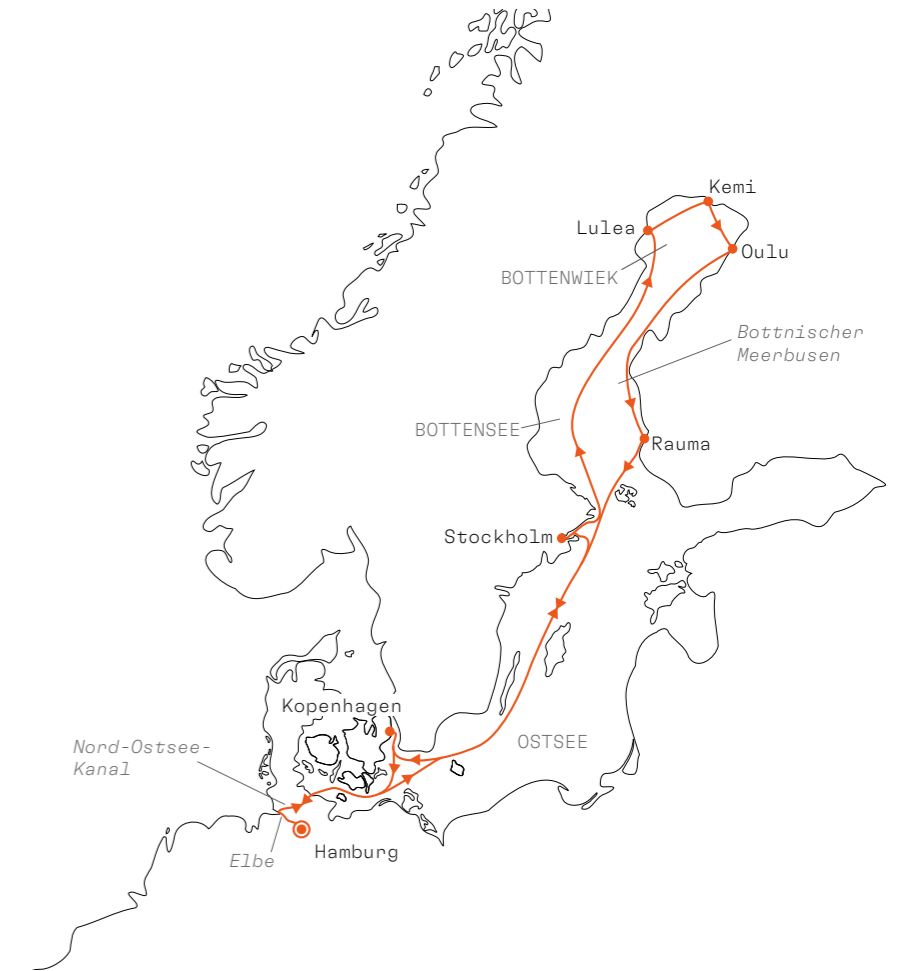 Kemi
Lulea
Oulu
BOTTENWIEK
Bottnischer
Meerbusen
BOTTENSEE
Rauma
Stockholm
Kopenhagen
OSTSEE
Nord-Ostsee-
Kanal
Elbe
Hamburg